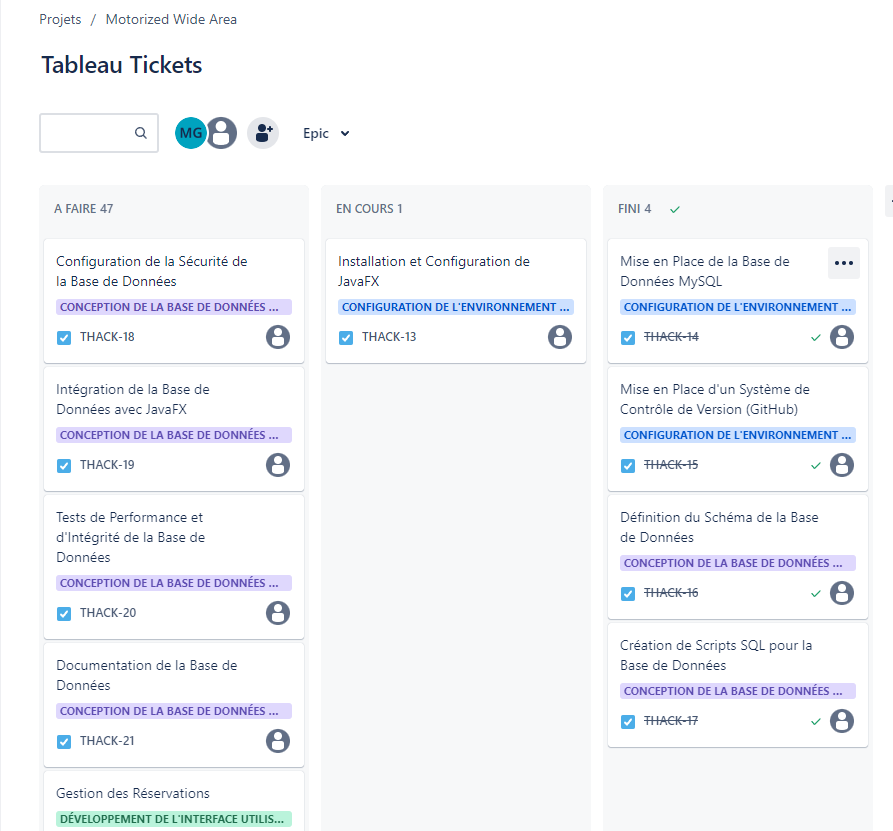 Projets / Motorized Wide Area
Tableau Tickets
MG
Epic
A FAIRE 47
Configuration de la Sécurité de
la Base de Données
CONCEPTION DE LA BASE DE DONNÉES ...
THACK-18
Intégration de la Base de
Données avec JavaFX
CONCEPTION DE LA BASE DE DONNÉES ...
THACK-19
Tests de Performance et
d'Intégrité de la Base de
Données
CONCEPTION DE LA BASE DE DONNÉES ...
THACK-20
Documentation de la Base de
Données
CONCEPTION DE LA BASE DE DONNÉES ...
THACK-21
Gestion des Réservations
DÉVELOPPEMENT DE L'INTERFACE UTILIS...
EN COURS 1
Installation et Configuration de
JavaFX
CONFIGURATION DE L'ENVIRONNEMENT ...
THACK-13
FINI 4
Mise en Place de la Base de
Données MySQL
CONFIGURATION DE L'ENVIRONNEMENT ...
THACK-14
Mise en Place d'un Système de
Contrôle de Version (GitHub)
CONFIGURATION DE L'ENVIRONNEMENT ...
THACK-15
Définition du Schéma de la Base
de Données
CONCEPTION DE LA BASE DE DONNÉES ...
THACK-16
Création de Scripts SQL pour la
Base de Données
CONCEPTION DE LA BASE DE DONNÉES ...
THACK-17